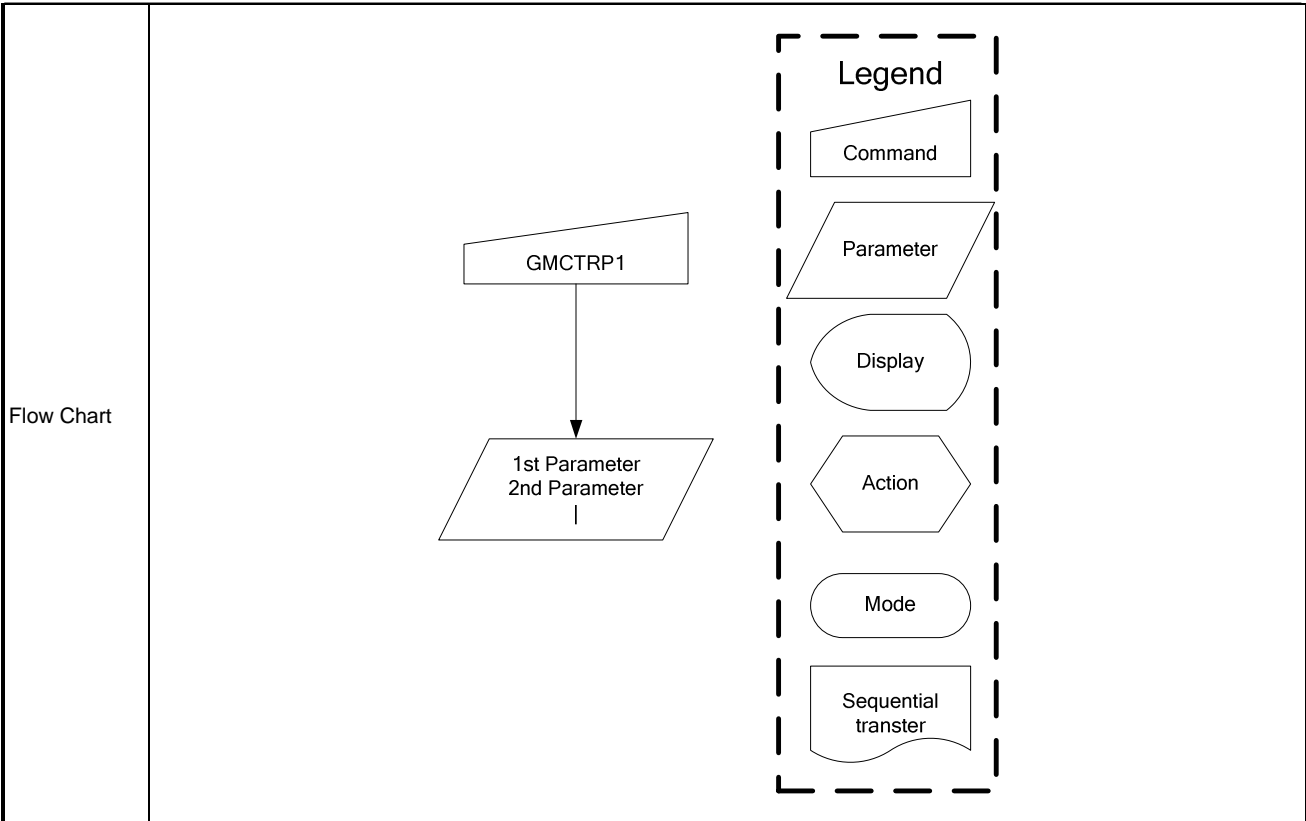 Flow Chart
GMCTRP1
1st Parameter
2nd Parameter
|
Legend
Command
Parameter
Display
Action
Mode
Sequential
transter